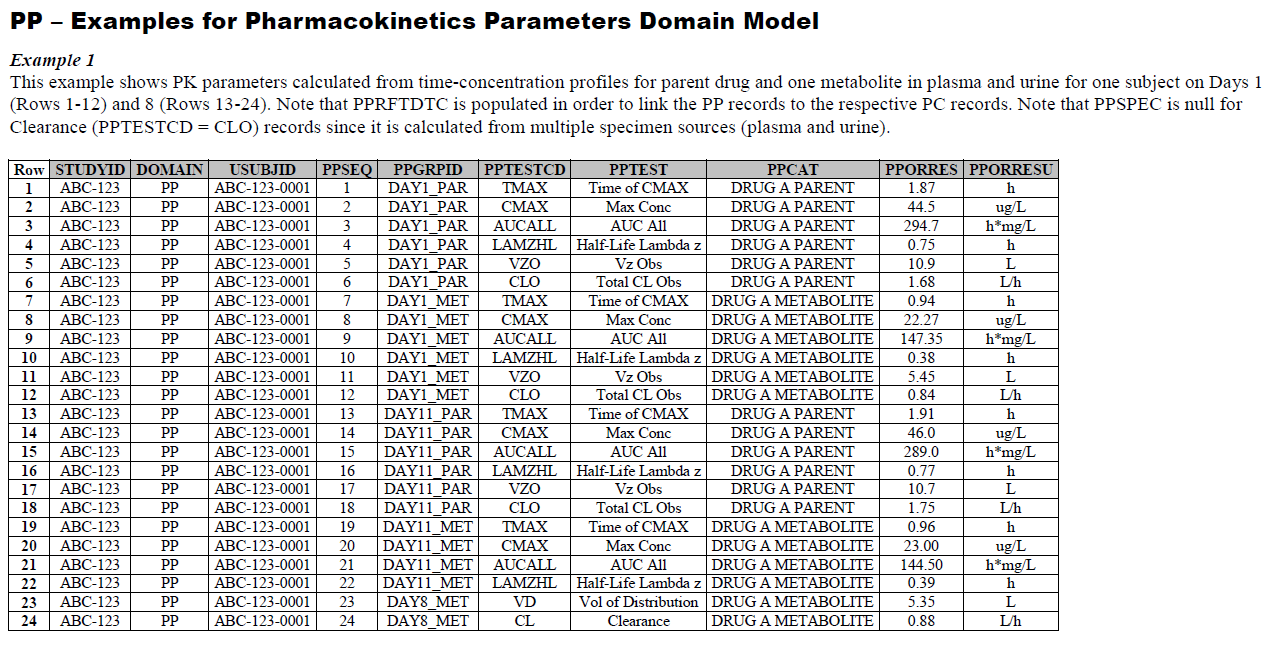 PP – Examples for Pharmacokinetics Parameters Domain Model
Example 1
This example shows PK parameters calculated from time-concentration profiles for parent drug and one metabolite in plasma and urine for one subject on Days 1
(Rows 1-12) and 8 (Rows 13-24). Note that PPRFTDTC is populated in order to link the PP records to the respective PC records. Note that PPSPEC is null for
Clearance (PPTESTCD = CLO) records since it is calculated from multiple specimen sources (plasma and urine).
Row STUDYID DOMAIN USUBJID PPSEQ PPGRPID PPTESTCD PPTEST PPCAT PPORRES PPORRESU
1 ABC-123 PP ABC-123-0001 1 DAY1_PAR TMAX Time of CMAX DRUG A PARENT 1.87 h
2 ABC-123 PP ABC-123-0001 2 DAY1_PAR CMAX Max Conc DRUG A PARENT 44.5 ug/L
3 ABC-123 PP ABC-123-0001 3 DAY1_PAR AUCALL AUC All DRUG A PARENT 294.7 h*mg/L
4 ABC-123 PP ABC-123-0001 4 DAY1_PAR LAMZHL Half-Life Lambda z DRUG A PARENT 0.75 h
5 ABC-123 PP ABC-123-0001 5 DAY1_PAR VZO Vz Obs DRUG A PARENT 10.9 L
6 ABC-123 PP ABC-123-0001 6 DAY1_PAR CLO Total CL Obs DRUG A PARENT 1.68 L/h
7 ABC-123 PP ABC-123-0001 7 DAY1_MET TMAX Time of CMAX DRUG A METABOLITE 0.94 h
8 ABC-123 PP ABC-123-0001 8 DAY1_MET CMAX Max Conc DRUG A METABOLITE 22.27 ug/L
9 ABC-123 PP ABC-123-0001 9 DAY1_MET AUCALL AUC All DRUG A METABOLITE 147.35 h*mg/L
10 ABC-123 PP ABC-123-0001 10 DAY1_MET LAMZHL Half-Life Lambda z DRUG A METABOLITE 0.38 h
11 ABC-123 PP ABC-123-0001 11 DAY1_MET VZO Vz Obs DRUG A METABOLITE 5.45 L
12 ABC-123 PP ABC-123-0001 12 DAY1_MET CLO Total CL Obs DRUG A METABOLITE 0.84 L/h
13 ABC-123 PP ABC-123-0001 13 DAY11_PAR TMAX Time of CMAX DRUG A PARENT 1.91 h
14 ABC-123 PP ABC-123-0001 14 DAY11_PAR CMAX Max Conc DRUG A PARENT 46.0 ug/L
15 ABC-123 PP ABC-123-0001 15 DAY11_PAR AUCALL AUC All DRUG A PARENT 289.0 h*mg/L
16 ABC-123 PP ABC-123-0001 16 DAY11_PAR LAMZHL Half-Life Lambda z DRUG A PARENT 0.77 h
17 ABC-123 PP ABC-123-0001 17 DAY11_PAR VZO Vz Obs DRUG A PARENT 10.7 L
18 ABC-123 PP ABC-123-0001 18 DAY11_PAR CLO Total CL Obs DRUG A PARENT 1.75 L/h
19 ABC-123 PP ABC-123-0001 19 DAY11_MET TMAX Time of CMAX DRUG A METABOLITE 0.96 h
20 ABC-123 PP ABC-123-0001 20 DAY11_MET CMAX Max Conc DRUG A METABOLITE 23.00 ug/L
21 ABC-123 PP ABC-123-0001 21 DAY11_MET AUCALL AUC All DRUG A METABOLITE 144.50 h*mg/L
22 ABC-123 PP ABC-123-0001 22 DAY11_MET LAMZHL Half-Life Lambda z DRUG A METABOLITE 0.39 h
23 ABC-123 PP ABC-123-0001 23 DAY8_MET VD Vol of Distribution DRUG A METABOLITE 5.35 L
24 ABC-123 PP ABC-123-0001 24 DAY8_MET CL Clearance DRUG A METABOLITE 0.88 L/h